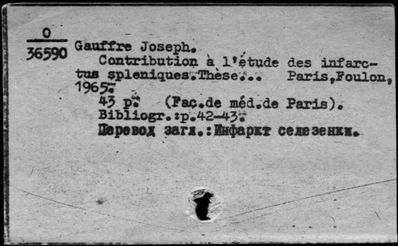 О
36590
Gauffre Joseph.
Contribution à l'étude des infarc-
tus spleniques.Thèse... Paris,Foulon,
1965.
43 p. (Fac.de méd.de Paris).
Bibliogr.:p.42-43.
Перевод загл.:Инфаркт селезенки.